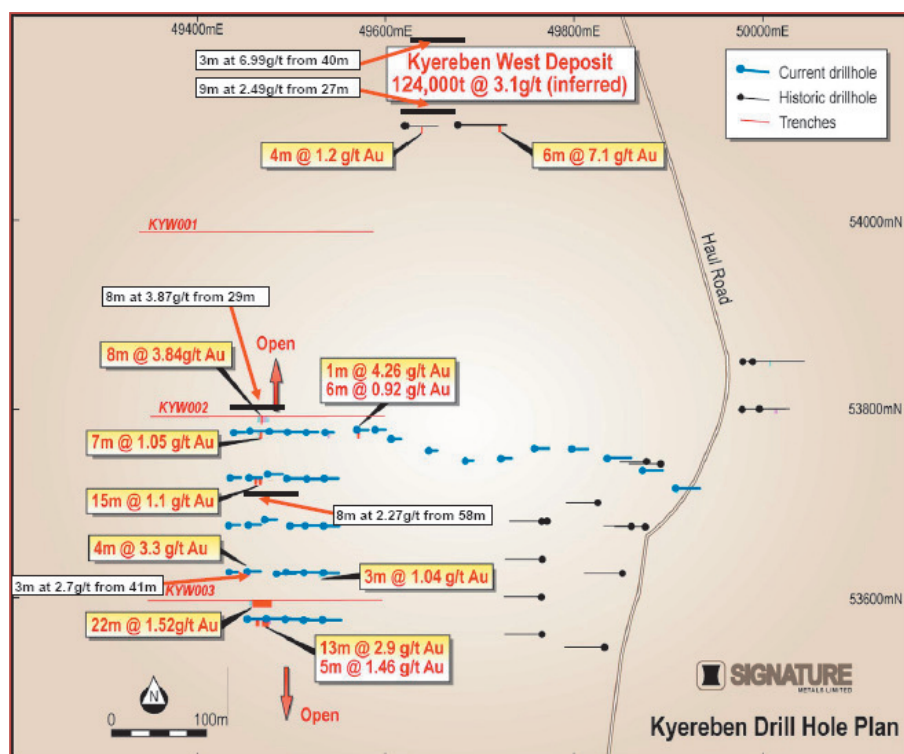 49400mE
49600mE
49800mE
50000mE
3m at 6.99g/t from 40m
Kyereben West Deposit
124,000t @ 3.1g/t (inferred)
9m at 2.49g/t from 27m
Current drillhole
Historic drillhole
Trenches
4m @ 1.2 g/t Au
6m @ 7.1 g/t Au
KYW001
54000mN
Haul Road
8m at 3.87g/t from 29m
8m @ 3.84g/t Au
Open
1m @ 4.26 g/t Au
6m @ 0.92 g/t Au
KYW002
53800mN
7m @ 1.05 g/t Au
15m @ 1.1 g/t Au
8m at 2.27g/t from 58m
4m @ 3.3 g/t Au
3m at 2.7g/t from 41m
3m @ 1.04 g/t Au
KYW003
53600mN
22m @ 1.52g/t Au
13m @ 2.9 g/t Au
5m @ 1.46 g/t Au
N
0 100m
Open
SIGNATURE
METALS LIMITED
Kyereben Drill Hole Plan